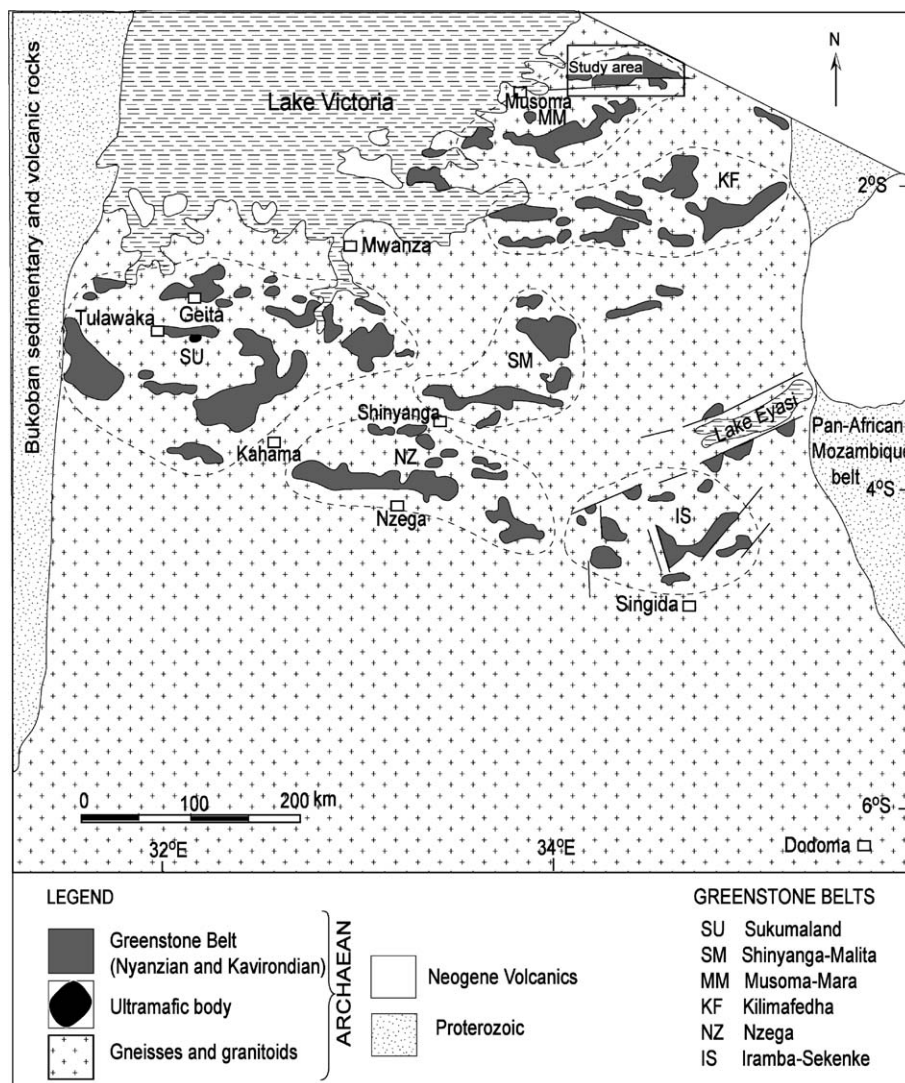 N
Study area
Lake Victoria
Musoma
MM
KF
2°S
Bukoban sedimentary and volcanic rocks
Mwanza
Geita
Tulawaka
SU
SM
Shinyanga
Lake Eyasi
Pan-African
Mozambique
belt
Kahama
NZ
4°S
Nzega
IS
Singida
0 100 200 km
6°S
32°E
34°E
Dodoma
LEGEND
Greenstone Belt
(Nyanzian and Kavirondian)
Ultramafic body
Gneisses and granitoids
ARCHAEAN
Neogene Volcanics
Proterozoic
GREENSTONE BELTS
SU Sukumaland
SM Shinyanga-Malita
MM Musoma-Mara
KF Kilimafedha
NZ Nzega
IS Iramba-Sekenke